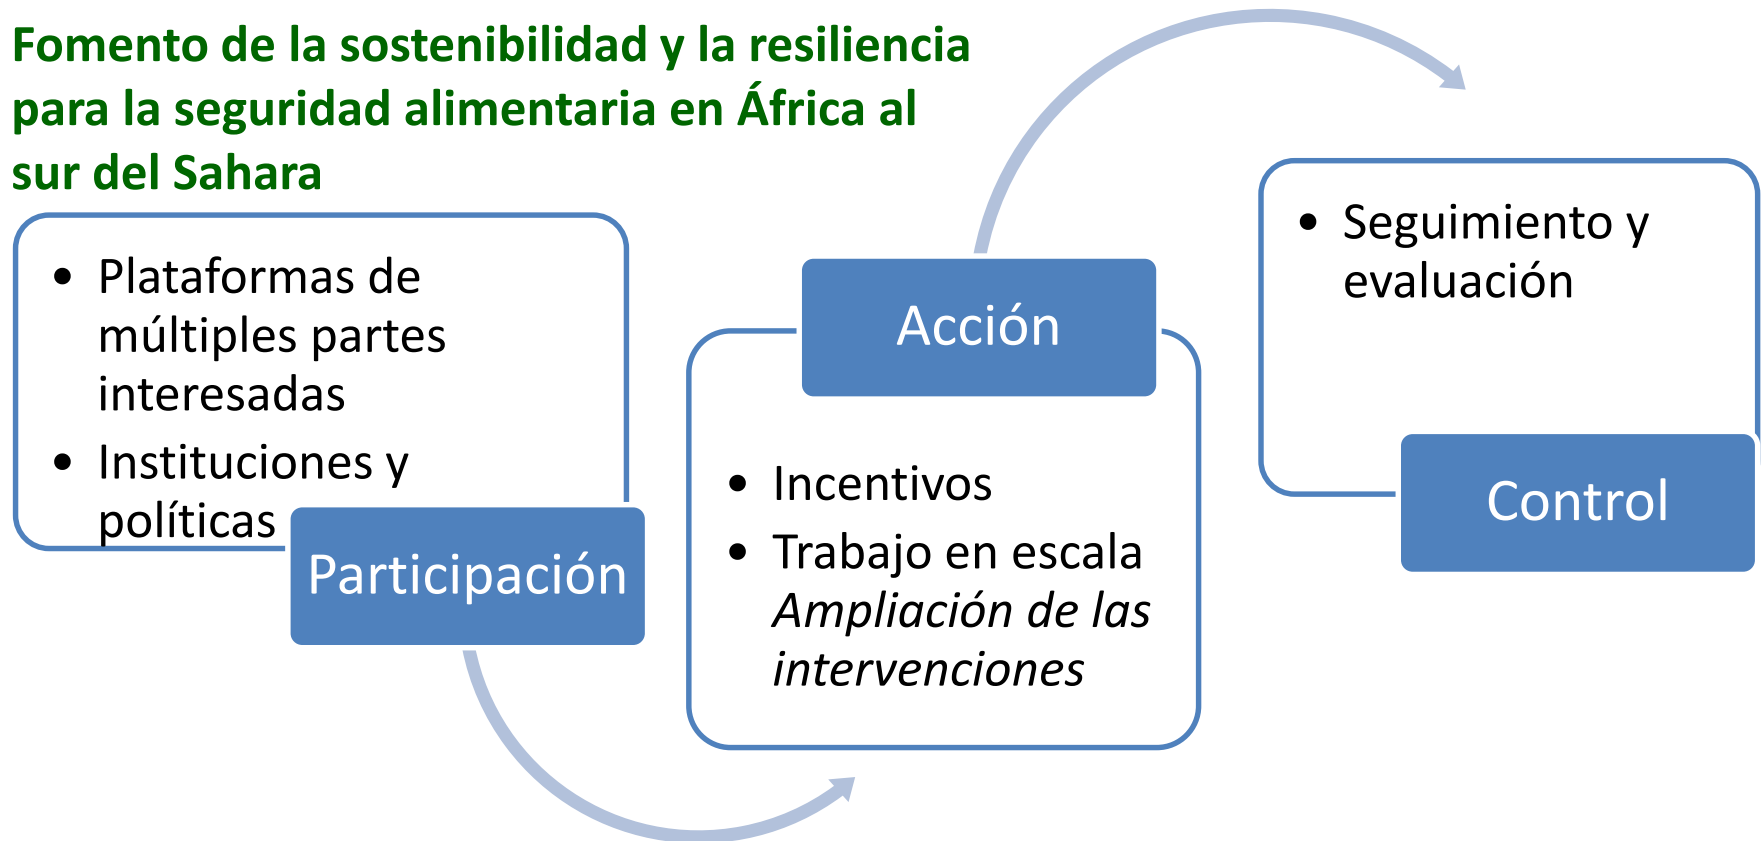 Fomento de la sostenibilidad y la resiliencia
para la seguridad alimentaria en África al
sur del Sahara
• Plataformas de
múltiples partes
interesadas
• Instituciones y
políticas
Participación
Acción
• Incentivos
• Trabajo en escala
Ampliación de las
intervenciones
• Seguimiento y
evaluación
Control